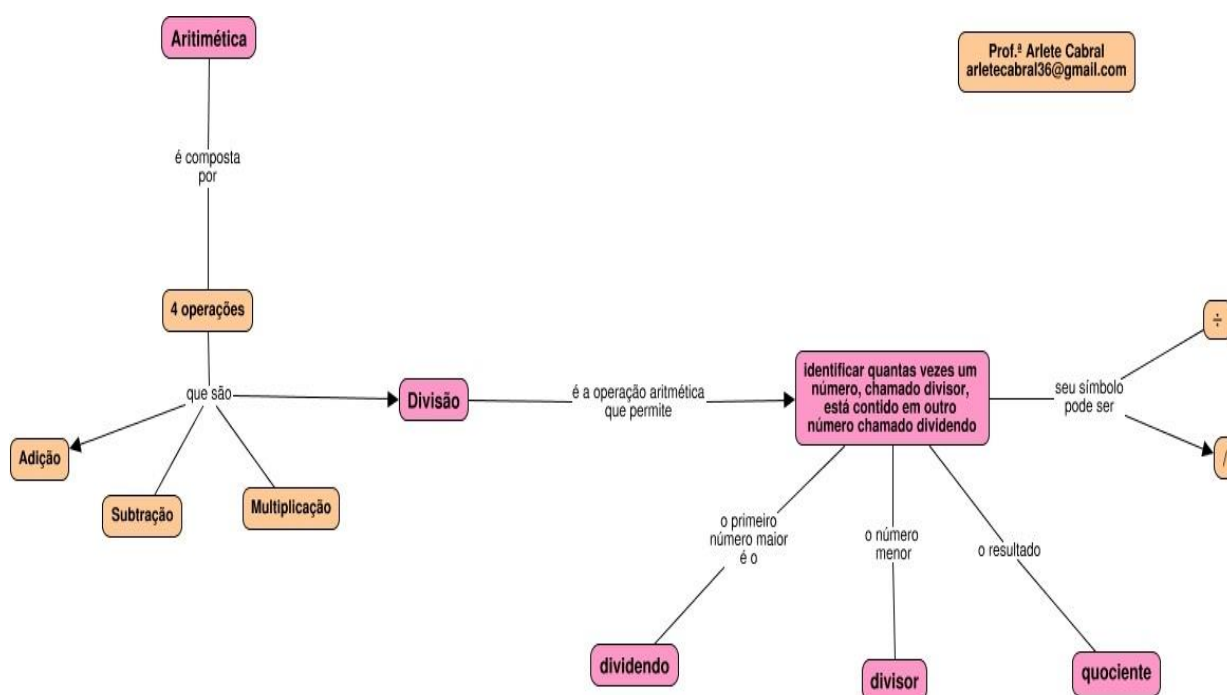 Aritimética
Prof.ª Arlete Cabral
arletecabral36@gmail.com
é composta
por
4 operações
que são
Adição
Subtração
Multiplicação
Divisão
é a operação aritmética
que permite
identificar quantas vezes um
número, chamado divisor,
está contido em outro
número chamado dividendo
seu símbolo
pode ser
÷
/
o primeiro
número maior
é o
dividendo
o número
menor
divisor
o resultado
quociente